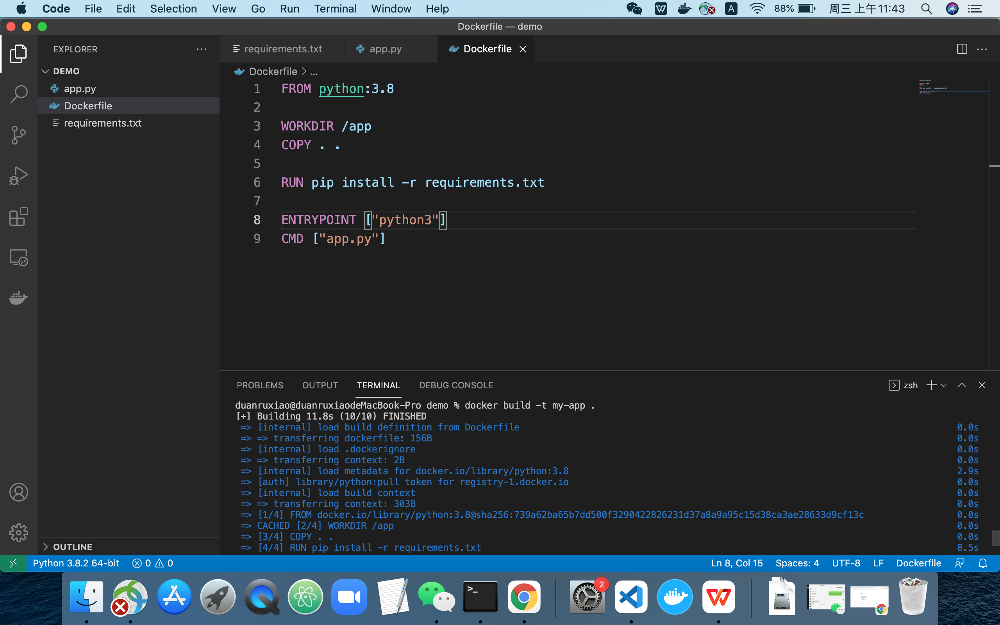 Code File Edit Selection View Go Run Terminal Window Help A 88% 周三 上午11:43
Dockerfile — demo
EXPLORER ...
requirements.txt app.py Dockerfile
DEMO
app.py
Dockerfile
requirements.txt
OUTLINE
Dockerfile > ...
1 FROM python:3.8
2
3 WORKDIR /app
4 COPY . .
5
6 RUN pip install -r requirements.txt
7
8 ENTRYPOINT ["python3"]
9 CMD ["app.py"]
PROBLEMS OUTPUT TERMINAL DEBUG CONSOLE zsh
duanruxiao@duanruxiaodeMacBook-Pro demo % docker build -t my-app .
[+] Building 11.8s (10/10) FINISHED
=> [internal] load build definition from Dockerfile 0.0s
=> => transferring dockerfile: 156B 0.0s
=> [internal] load .dockerignore 0.0s
=> => transferring context: 2B 0.0s
=> [internal] load metadata for docker.io/library/python:3.8 2.9s
=> [auth] library/python:pull token for registry-1.docker.io 0.0s
=> [internal] load build context 0.0s
=> => transferring context: 303B 0.0s
=> [1/4] FROM docker.io/library/python:3.8@sha256:739a62ba65b7dd500f3290422826231d37a8a9a95c15d38ca3ae28633d9cf13c 0.0s
=> CACHED [2/4] WORKDIR /app 0.0s
=> [3/4] COPY . . 0.0s
=> [4/4] RUN pip install -r requirements.txt 8.5s
Python 3.8.2 64-bit 0 0 Ln 8, Col 15 Spaces: 4 UTF-8 LF Dockerfile
2